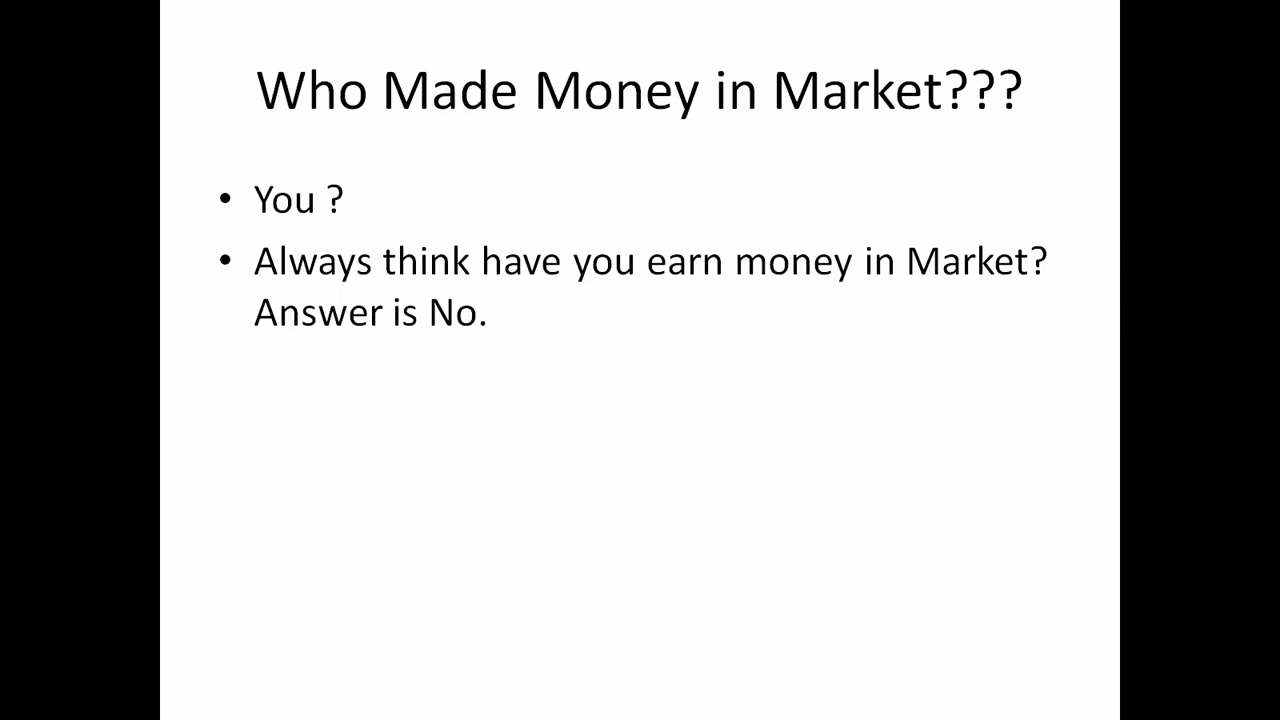 Who Made Money in Market???
• You ?
• Always think have you earn money in Market?
Answer is No.